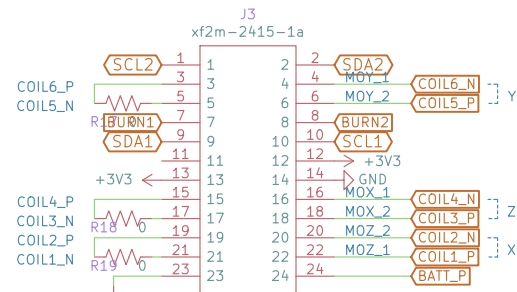 J3
xf2m-2415-1a
SCL2 1 1 2 2 SDA2
COIL6_P 3 3 4 4 MOY_1 COIL6_N
COIL5_N 5 5 6 6 MOY_2 COIL5_P Y
R17 0 BURN1 7 7 8 8 BURN2
SDA1 9 9 10 10 SCL1
11 11 12 12 +3V3
+3V3 13 13 14 14 GND
COIL4_P 15 15 16 16 MOX_1 COIL4_N
COIL3_N 17 17 18 18 MOX_2 COIL3_P Z
R18 0
COIL2_P 19 19 20 20 MOZ_2 COIL2_N
COIL1_N 21 21 22 22 MOZ_1 COIL1_P X
R19 0
23 23 24 24 BATT_P